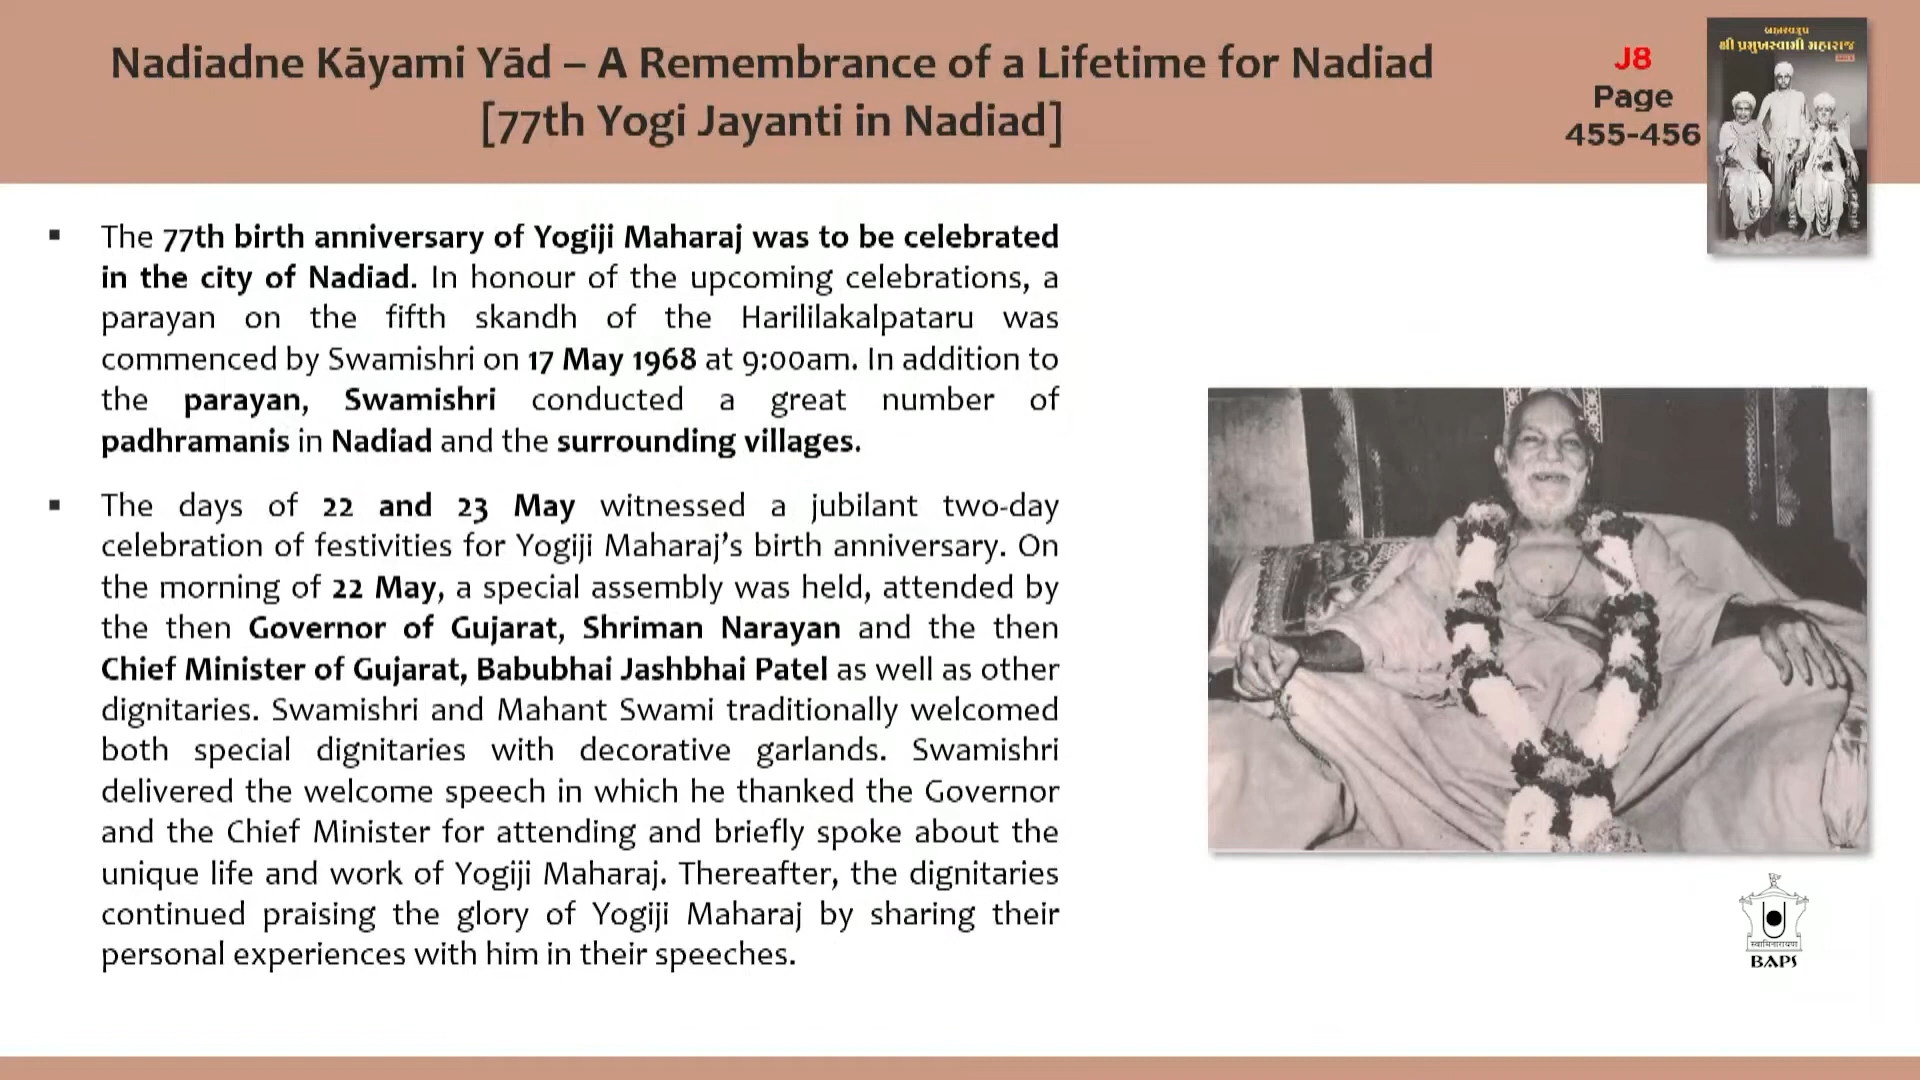 Nadiadne Kāyami Yād – A Remembrance of a Lifetime for Nadiad
[77th Yogi Jayanti in Nadiad]
J8
Page
455-456
બ્રહ્મસ્વરૂપ
શ્રી પ્રમુખસ્વામી મહારાજ
▪ The 77th birth anniversary of Yogiji Maharaj was to be celebrated
in the city of Nadiad. In honour of the upcoming celebrations, a
parayan on the fifth skandh of the Harililakalpataru was
commenced by Swamishri on 17 May 1968 at 9:00am. In addition to
the parayan, Swamishri conducted a great number of
padhramanis in Nadiad and the surrounding villages.
▪ The days of 22 and 23 May witnessed a jubilant two-day
celebration of festivities for Yogiji Maharaj’s birth anniversary. On
the morning of 22 May, a special assembly was held, attended by
the then Governor of Gujarat, Shriman Narayan and the then
Chief Minister of Gujarat, Babubhai Jashbhai Patel as well as other
dignitaries. Swamishri and Mahant Swami traditionally welcomed
both special dignitaries with decorative garlands. Swamishri
delivered the welcome speech in which he thanked the Governor
and the Chief Minister for attending and briefly spoke about the
unique life and work of Yogiji Maharaj. Thereafter, the dignitaries
continued praising the glory of Yogiji Maharaj by sharing their
personal experiences with him in their speeches.
स्वामिनारायण
BAPS